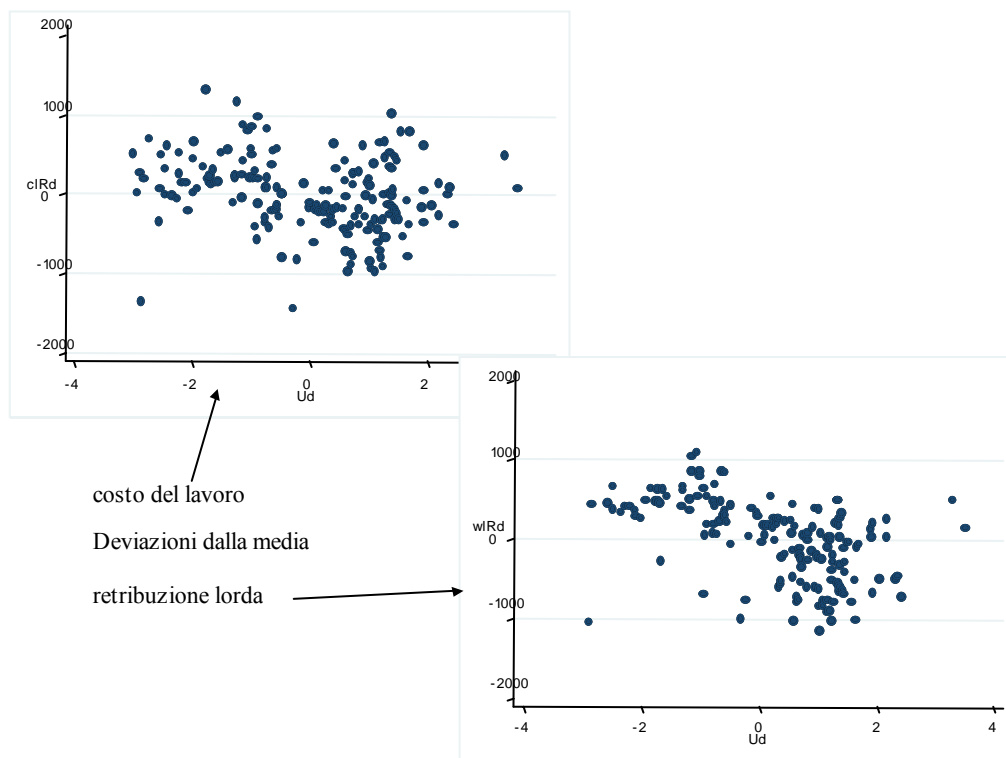 2000
1000
clRd
0
-1000
-2000
-4 -2 0 2
Ud
costo del lavoro
Deviazioni dalla media
retribuzione lorda
2000
1000
wlRd
0
-1000
-2000
-4 -2 0 2 4
Ud